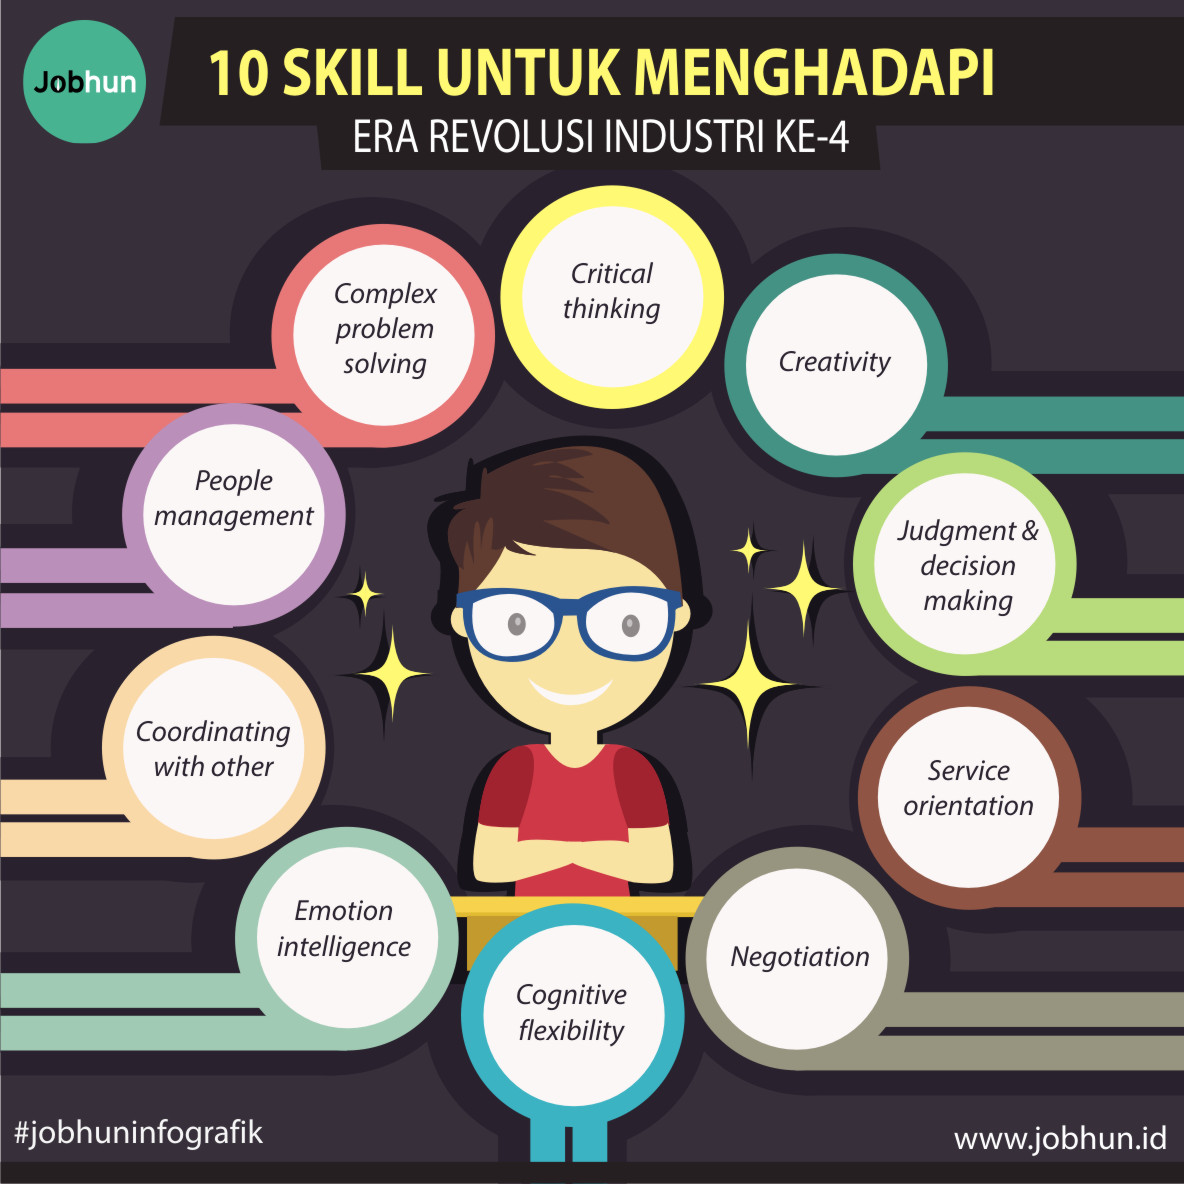 Jobhun
10 SKILL UNTUK MENGHADAPI
ERA REVOLUSI INDUSTRI KE-4
Critical
thinking
Complex
problem
solving
Creativity
People
management
Judgment &
decision
making
Coordinating
with other
Service
orientation
Emotion
intelligence
Negotiation
Cognitive
flexibility
#jobhuninfografik
www.jobhun.id